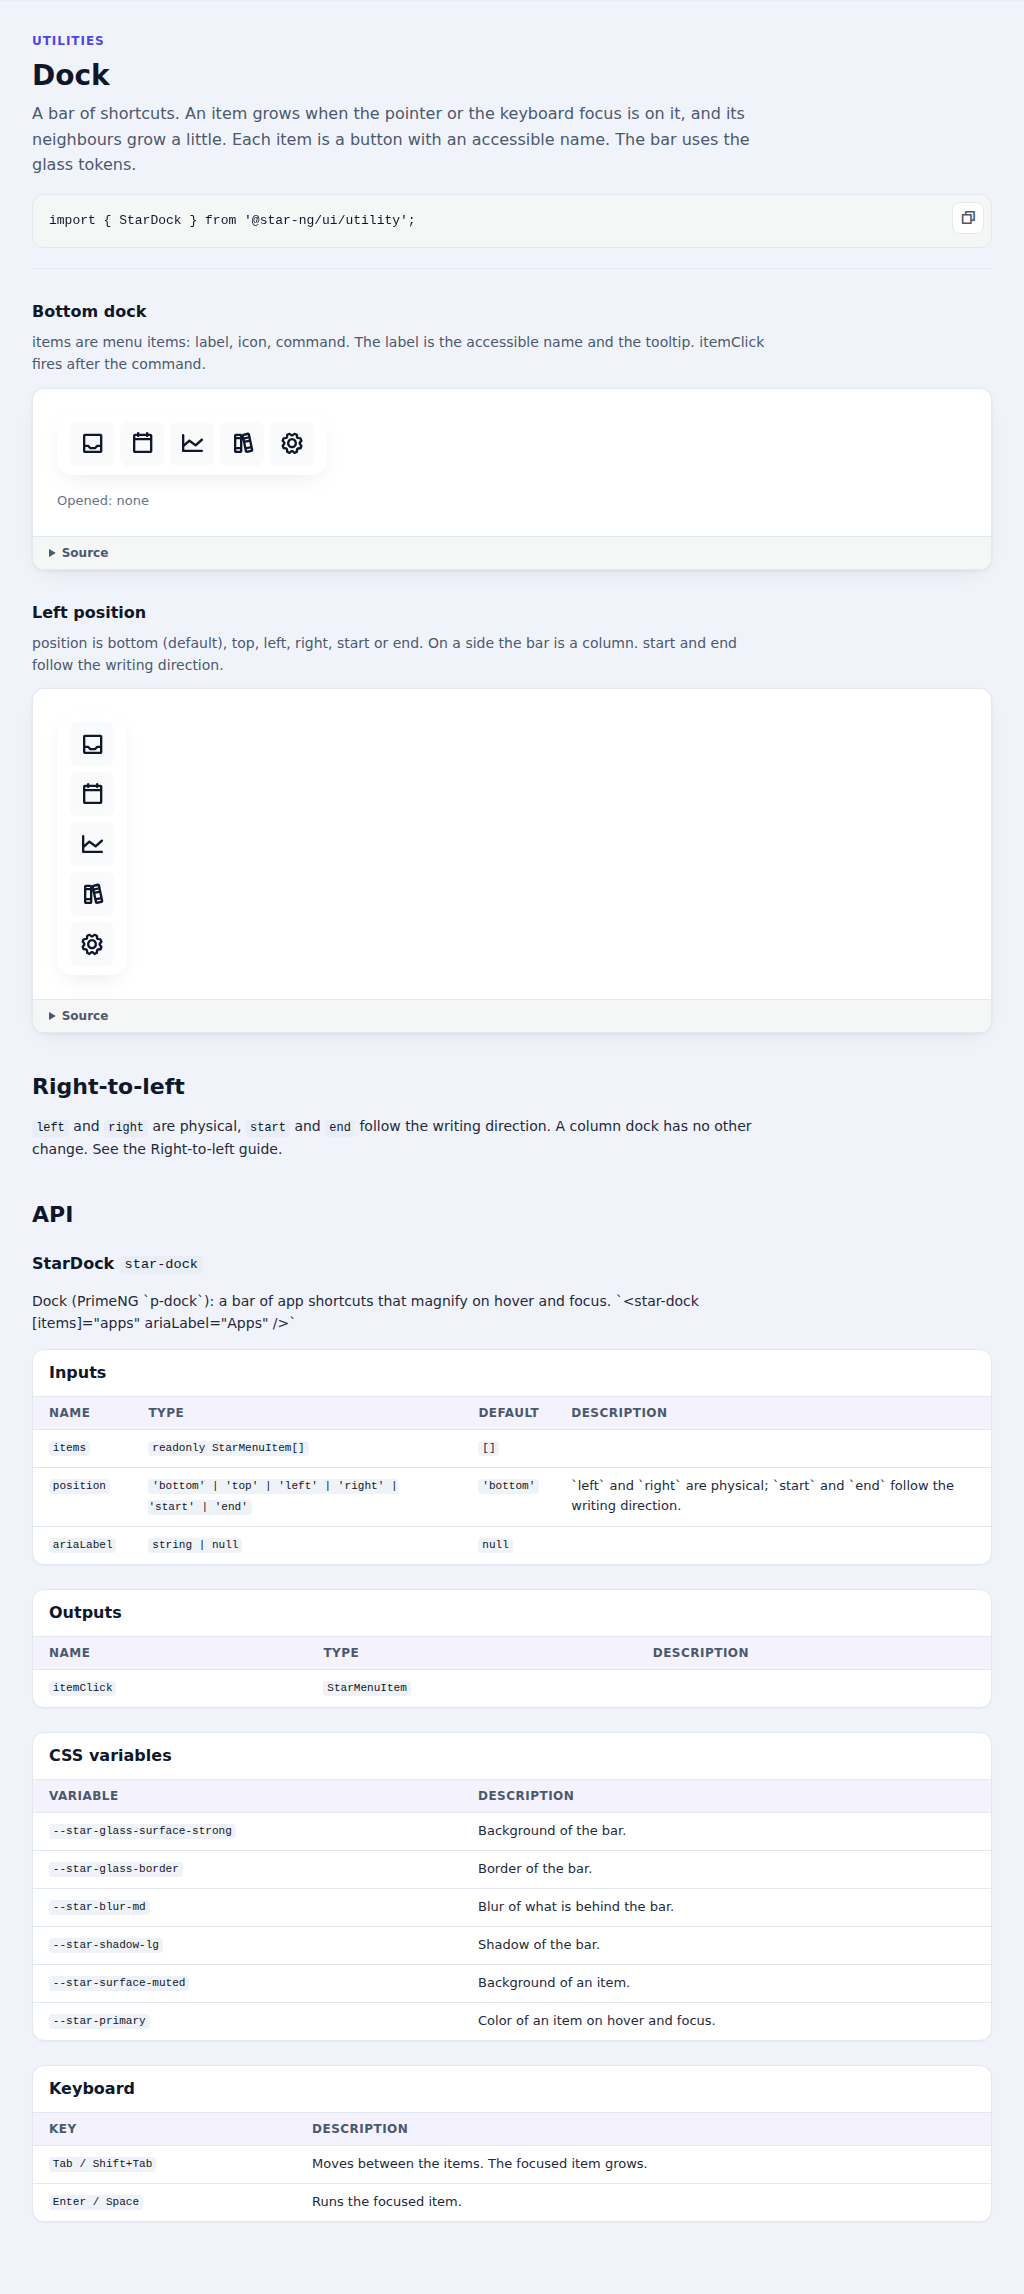 UTILITIES
Dock
A bar of shortcuts. An item grows when the pointer or the keyboard focus is on it, and its
neighbours grow a little. Each item is a button with an accessible name. The bar uses the
glass tokens.
import { StarDock } from '@star-ng/ui/utility';
Bottom dock
items are menu items: label, icon, command. The label is the accessible name and the tooltip. itemClick
fires after the command.
Opened: none
Source
Left position
position is bottom (default), top, left, right, start or end. On a side the bar is a column. start and end
follow the writing direction.
Source
Right-to-left
left and right are physical, start and end follow the writing direction. A column dock has no other
change. See the Right-to-left guide.
API
StarDock star-dock
Dock (PrimeNG `p-dock`): a bar of app shortcuts that magnify on hover and focus. `<star-dock
[items]="apps" ariaLabel="Apps" />`
Inputs
NAME TYPE DEFAULT DESCRIPTION
items readonly StarMenuItem[] []
position 'bottom' | 'top' | 'left' | 'right' | 'bottom' `left` and `right` are physical; `start` and `end` follow the
'start' | 'end' writing direction.
ariaLabel string | null null
Outputs
NAME TYPE DESCRIPTION
itemClick StarMenuItem
CSS variables
VARIABLE DESCRIPTION
--star-glass-surface-strong Background of the bar.
--star-glass-border Border of the bar.
--star-blur-md Blur of what is behind the bar.
--star-shadow-lg Shadow of the bar.
--star-surface-muted Background of an item.
--star-primary Color of an item on hover and focus.
Keyboard
KEY DESCRIPTION
Tab / Shift+Tab Moves between the items. The focused item grows.
Enter / Space Runs the focused item.